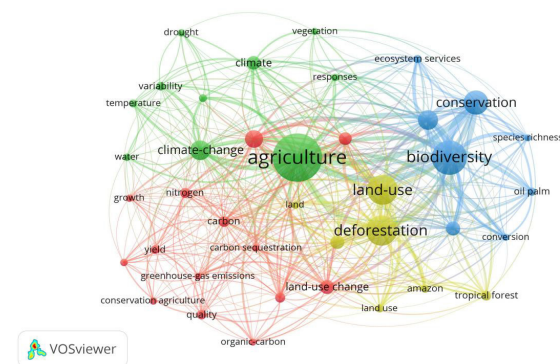 drought
vegetation
climate
ecosystem services
responses
variability
temperature
conservation
species richness
water
climate-change
agriculture
biodiversity
growth
nitrogen
land-use
oil palm
land
carbon
deforestation
conversion
yield
carbon sequestration
greenhouse-gas emissions
land-use change
amazon
tropical forest
conservation agriculture
quality
land use
organic-carbon
VOSviewer